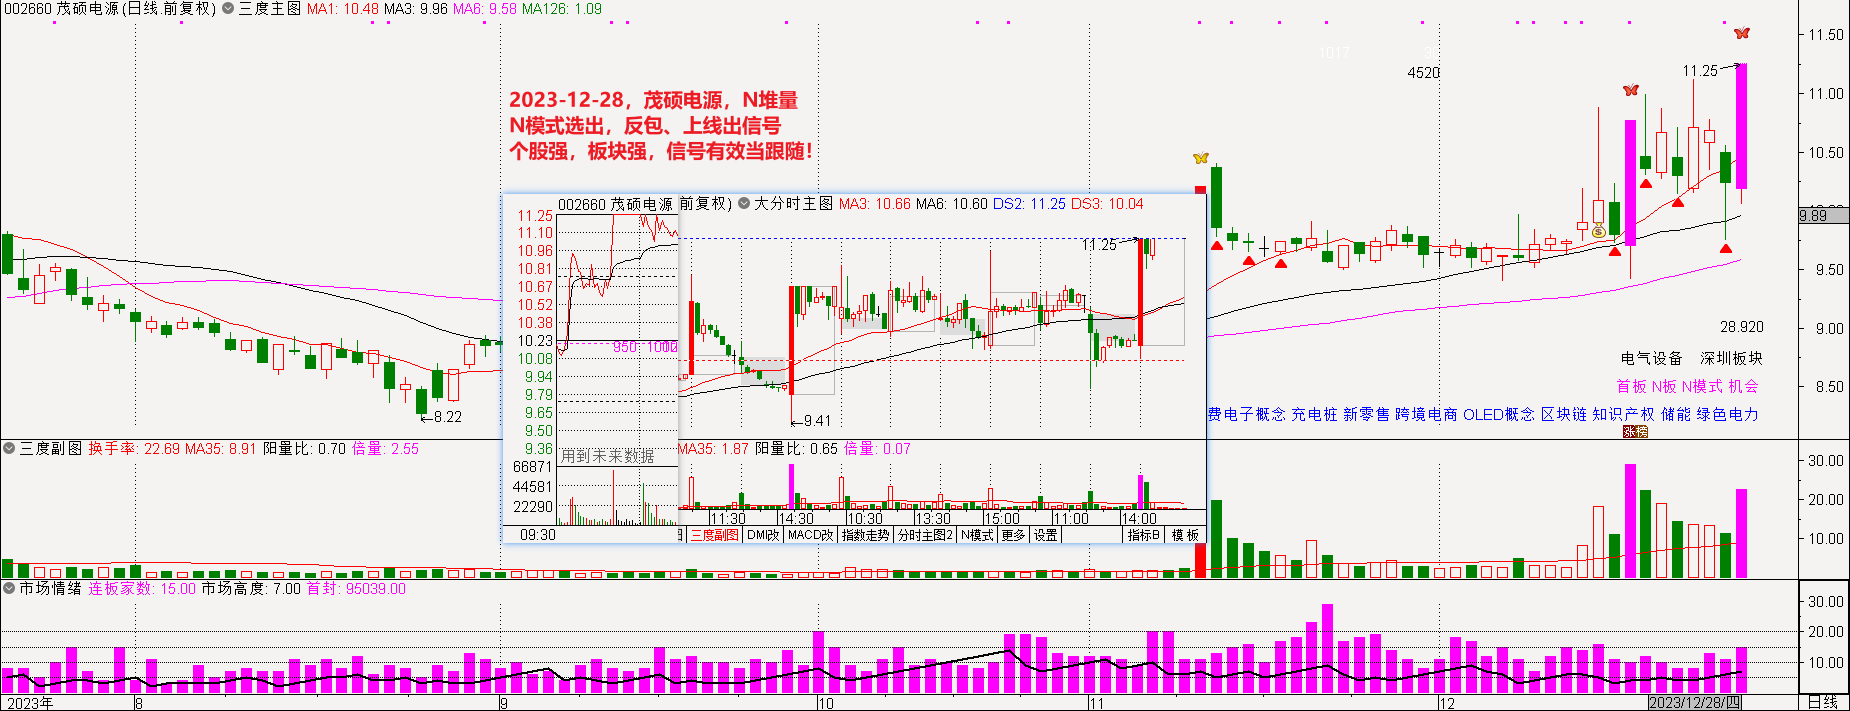 002660 茂硕电源(日线.前复权) 三度主图 MA1: 10.48 MA3: 9.96 MA6: 9.58 MA126: 1.09
11.50
1017
4520
11.25
11.00
2023-12-28，茂硕电源，N堆量
N模式选出，反包、上线出信号
个股强，板块强，信号有效当跟随！
10.50
9.89
9.50
9.00
8.50
28.920
电气设备 深圳板块
首板 N板 N模式 机会
费电子概念 充电桩 新零售 跨境电商 OLED概念 区块链 知识产权 储能 绿色电力
涨榜
8.22
002660 茂硕电源 前复权) 大分时主图 MA3: 10.66 MA6: 10.60 DS2: 11.25 DS3: 10.04
11.25
11.10
10.96
10.81
10.67
10.52
10.38
10.23
10.08
9.94
9.79
9.65
9.50
9.36
950
11.25
9.41
用到未来数据
MA35: 1.87 阳量比: 0.65 倍量: 0.07
66871
44581
22290
09:30
11:30 14:30 10:30 13:30 15:00 11:00 14:00
三度副图 DMI改 MACD改 指数走势 分时主图2 N模式 更多 设置 指标B 模板
三度副图 换手率: 22.69 MA35: 8.91 阳量比: 0.70 倍量: 2.55
30.00
20.00
10.00
市场情绪 连板家数: 15.00 市场高度: 7.00 首封: 95039.00
30.00
20.00
10.00
2023年 8 9 10 11 12 2023/12/28/四 日线